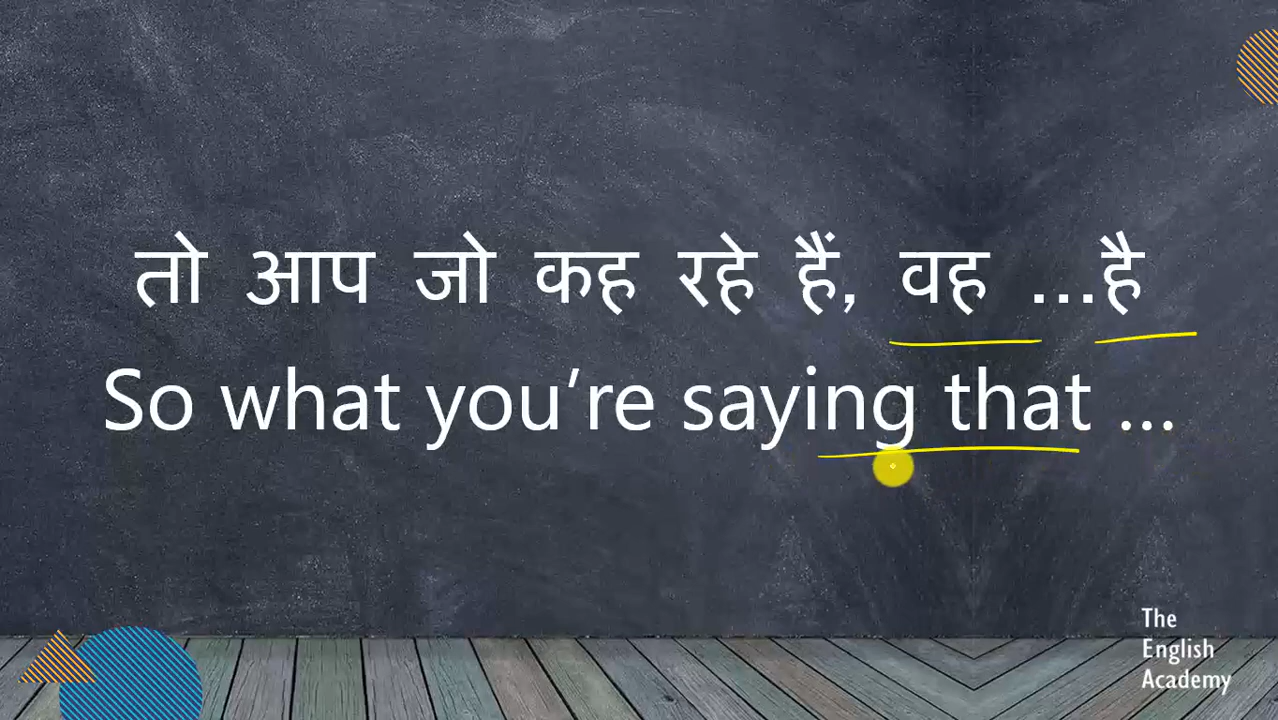 तो आप जो कह रहे हैं, वह ...है
So what you're saying that ...
The
English
Academy